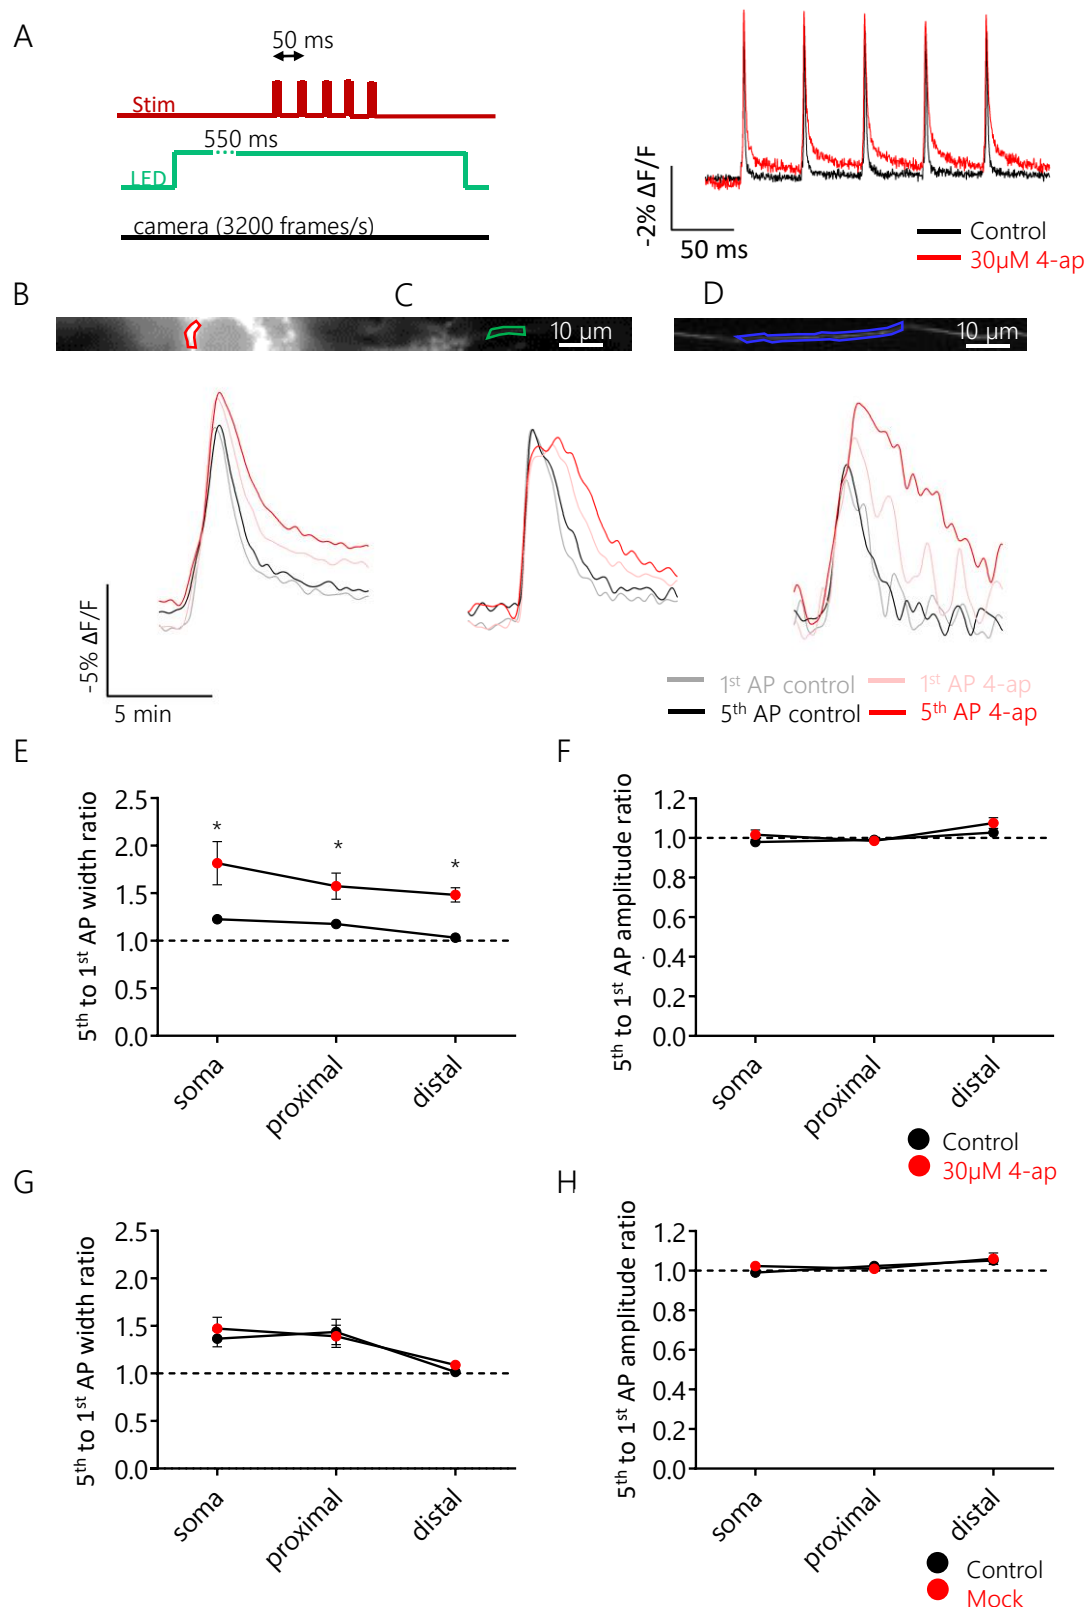 A
50 ms
Stim
550 ms
LED
camera (3200 frames/s)
-2% ΔF/F
50 ms
Control
30µM 4-ap
B
C
D
10 µm
10 µm
-5% ΔF/F
5 min
1st AP control
1st AP 4-ap
5th AP control
5th AP 4-ap
E
5th to 1st AP width ratio
2.5
2.0
1.5
1.0
0.5
0.0
*
*
*
soma
proximal
distal
F
5th to 1st AP amplitude ratio
1.2
1.0
0.8
0.6
0.4
0.2
0.0
soma
proximal
distal
Control
30µM 4-ap
G
5th to 1st AP width ratio
2.5
2.0
1.5
1.0
0.5
0.0
soma
proximal
distal
H
5th to 1st AP amplitude ratio
1.2
1.0
0.8
0.6
0.4
0.2
0.0
soma
proximal
distal
Control
Mock